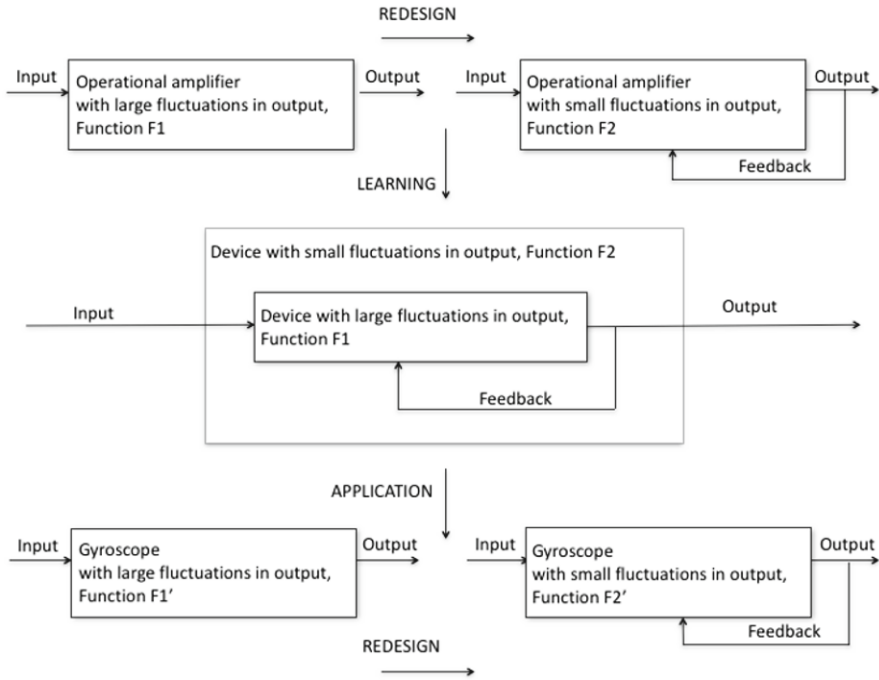 REDESIGN
Input
Operational amplifier
with large fluctuations in output,
Function F1
Output
Input
Operational amplifier
with small fluctuations in output,
Function F2
Output
Feedback
LEARNING
Device with small fluctuations in output, Function F2
Input
Device with large fluctuations in output,
Function F1
Output
Feedback
APPLICATION
Input
Gyroscope
with large fluctuations in output,
Function F1′
Output
Input
Gyroscope
with small fluctuations in output,
Function F2′
Output
Feedback
REDESIGN